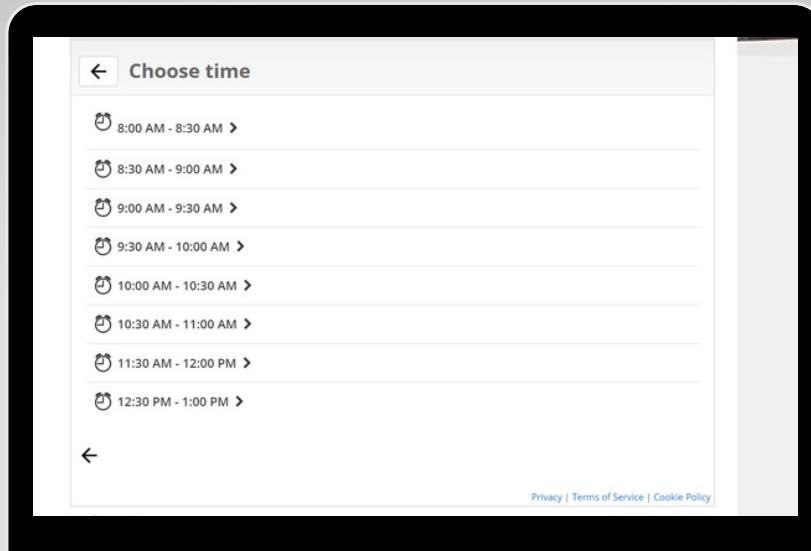 Choose time
8:00 AM - 8:30 AM
8:30 AM - 9:00 AM
9:00 AM - 9:30 AM
9:30 AM - 10:00 AM
10:00 AM - 10:30 AM
10:30 AM - 11:00 AM
11:30 AM - 12:00 PM
12:30 PM - 1:00 PM
Privacy | Terms of Service | Cookie Policy